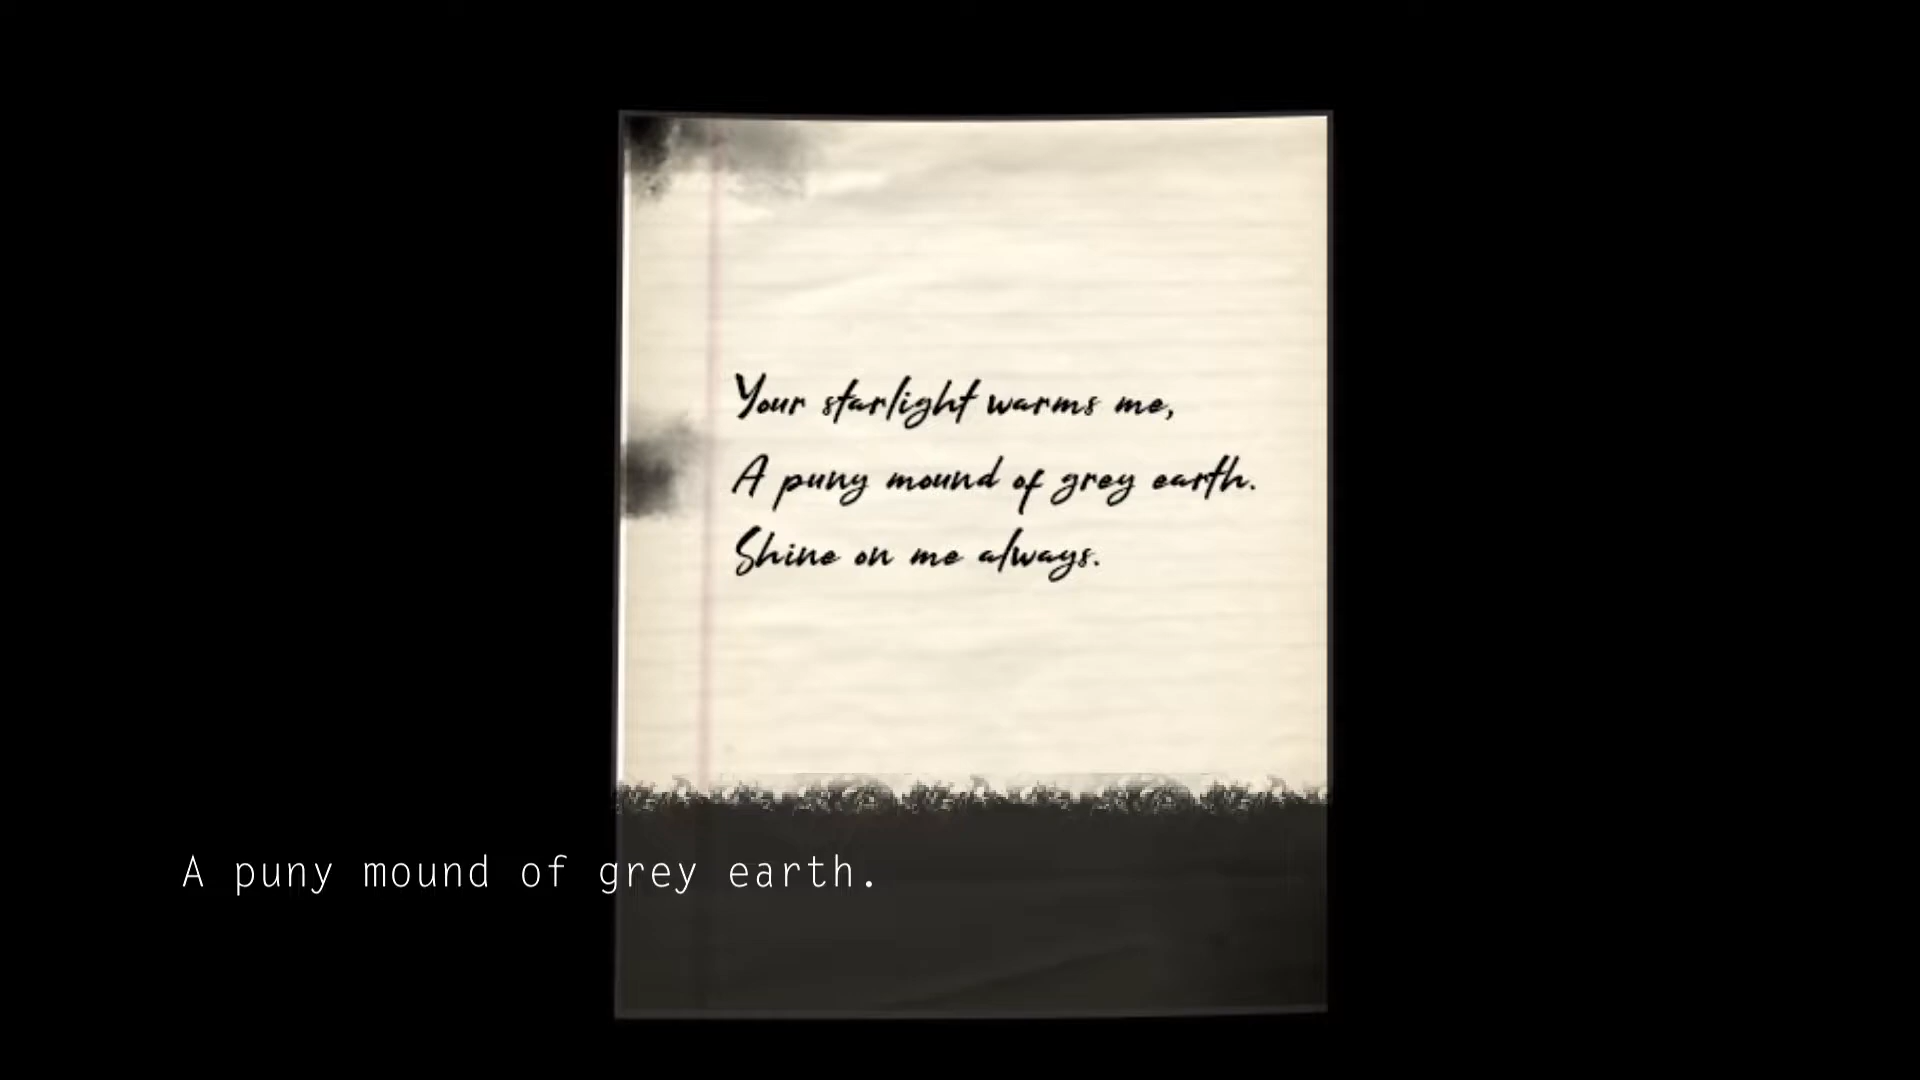 Your starlight warms me,
A puny mound of grey earth.
Shine on me always.
A puny mound of grey earth.